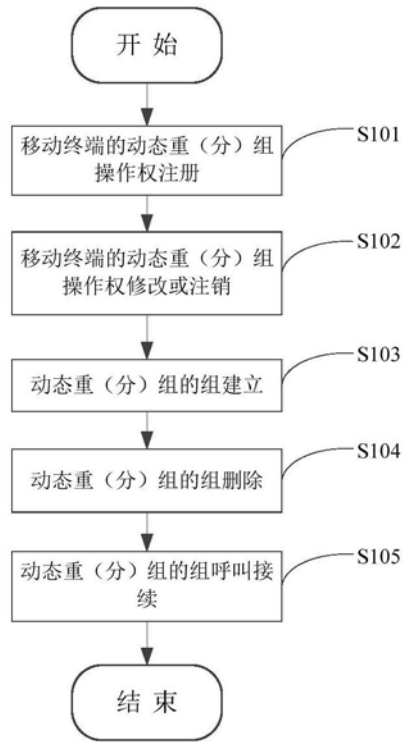 开 始
移动终端的动态重（分）组
操作权注册
S101
移动终端的动态重（分）组
操作权修改或注销
S102
动态重（分）组的组建立
S103
动态重（分）组的组删除
S104
动态重（分）组的组呼叫接
续
S105
结 束